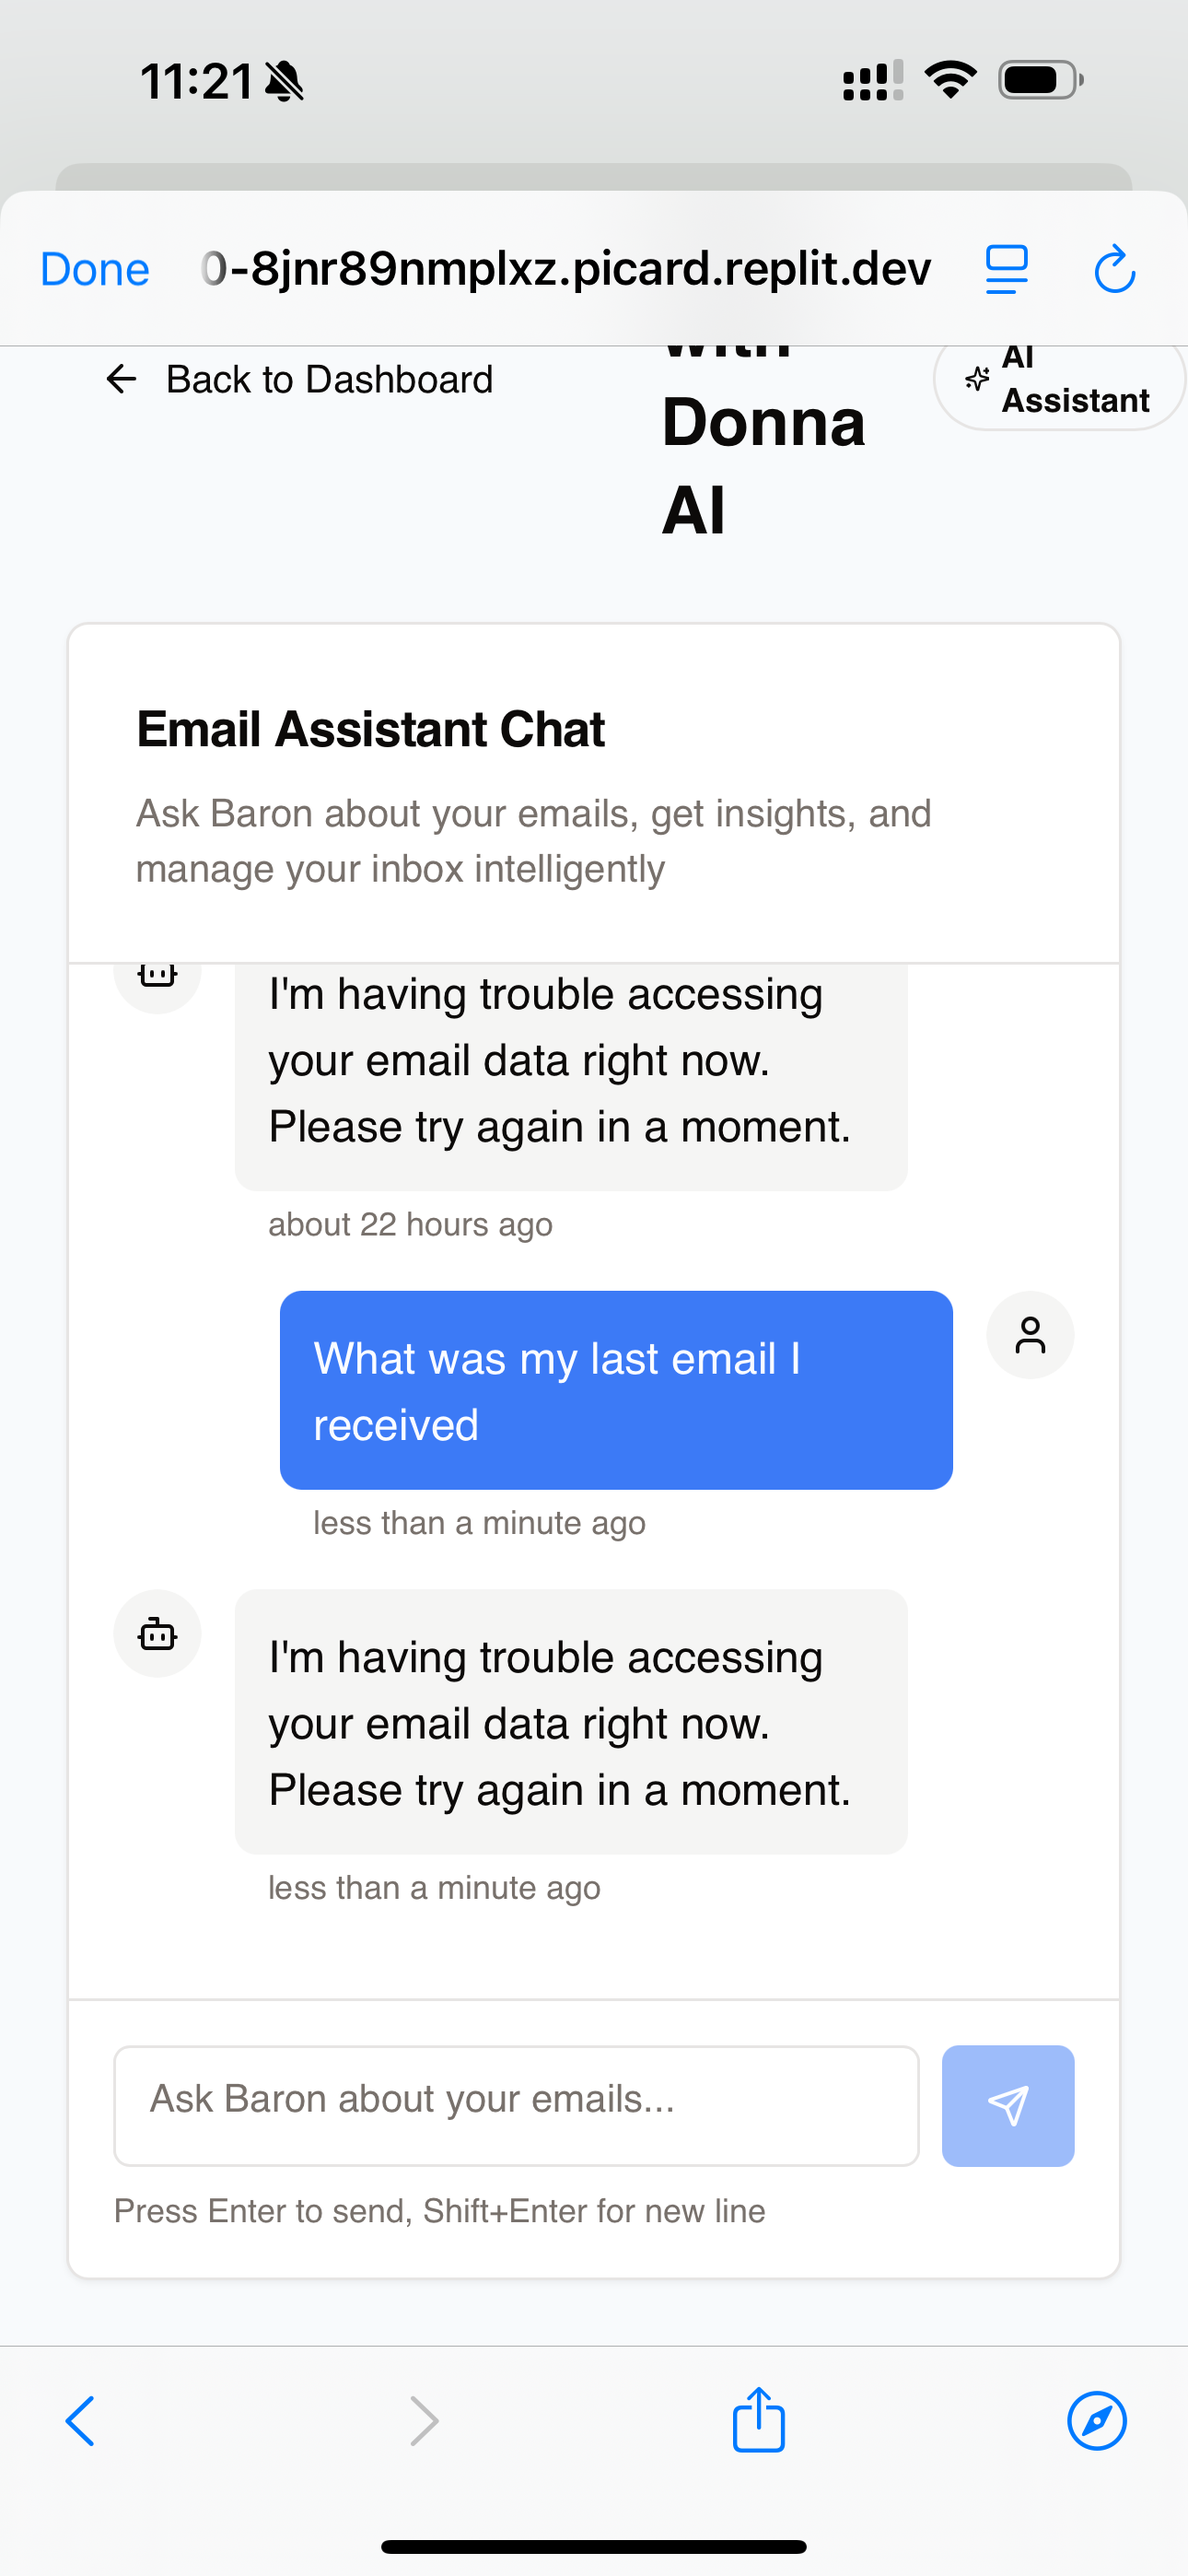 11:21
Done
0-8jnr89nmplxz.picard.replit.dev
← Back to Dashboard
with
Donna
AI
AI
Assistant
Email Assistant Chat
Ask Baron about your emails, get insights, and
manage your inbox intelligently
I'm having trouble accessing
your email data right now.
Please try again in a moment.
about 22 hours ago
What was my last email I
received
less than a minute ago
I'm having trouble accessing
your email data right now.
Please try again in a moment.
less than a minute ago
Ask Baron about your emails...
Press Enter to send, Shift+Enter for new line